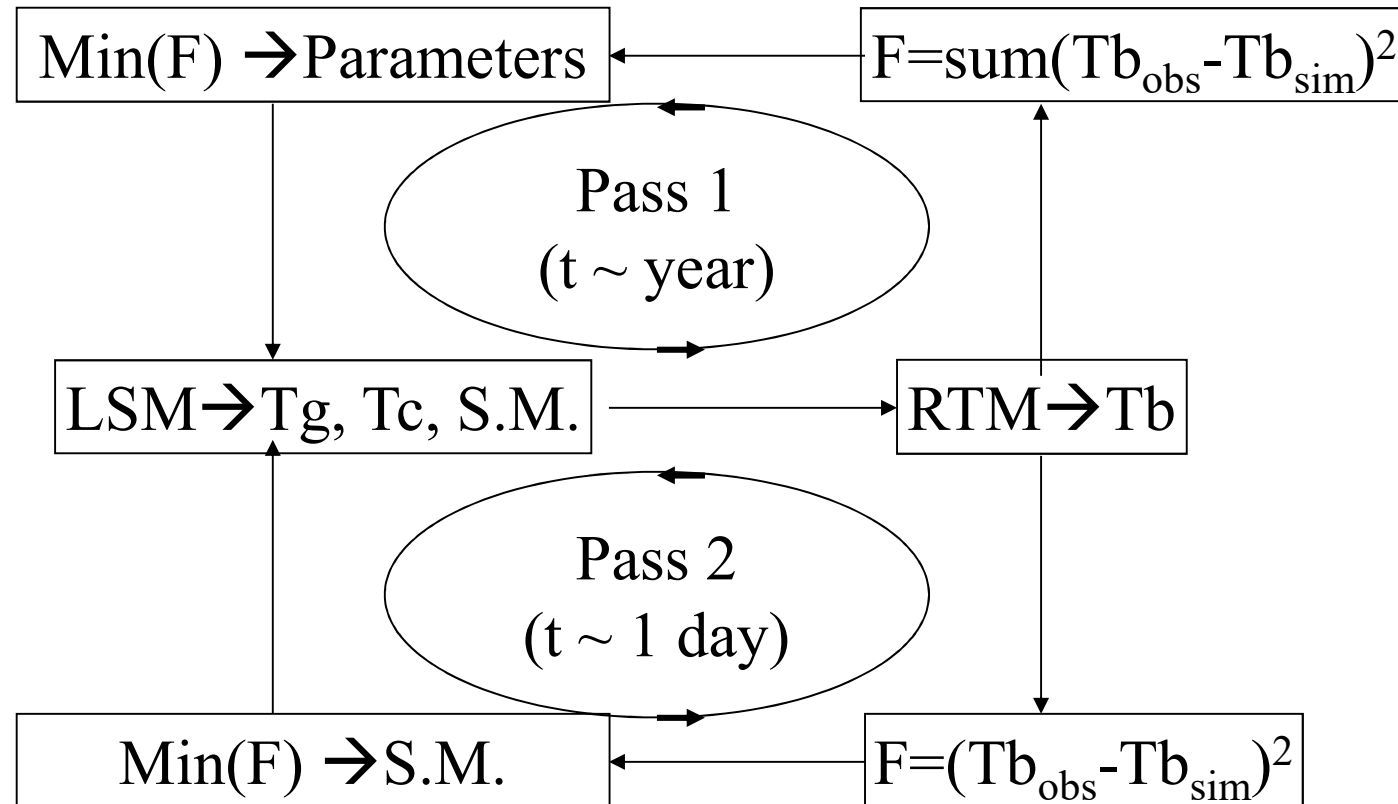 Min(F) →Parameters
F=sum(Tb_obs-Tb_sim)²
Pass 1
(t ~ year)
LSM→Tg, Tc, S.M.
RTM→Tb
Pass 2
(t ~ 1 day)
Min(F) →S.M.
F=(Tb_obs-Tb_sim)²